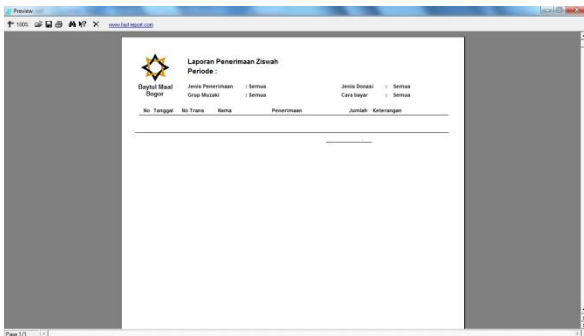 Preview
100%
www.fast-report.com
Laporan Penerimaan Ziswah
Periode :
Baytul Maal
Bogor
Jenis Penerimaan : Semua Jenis Donasi : Semua
Grup Muzaki : Semua Cara bayar : Semua
No Tanggal No Trans Nama Penerimaan Jumlah Keterangan
Page 1/1